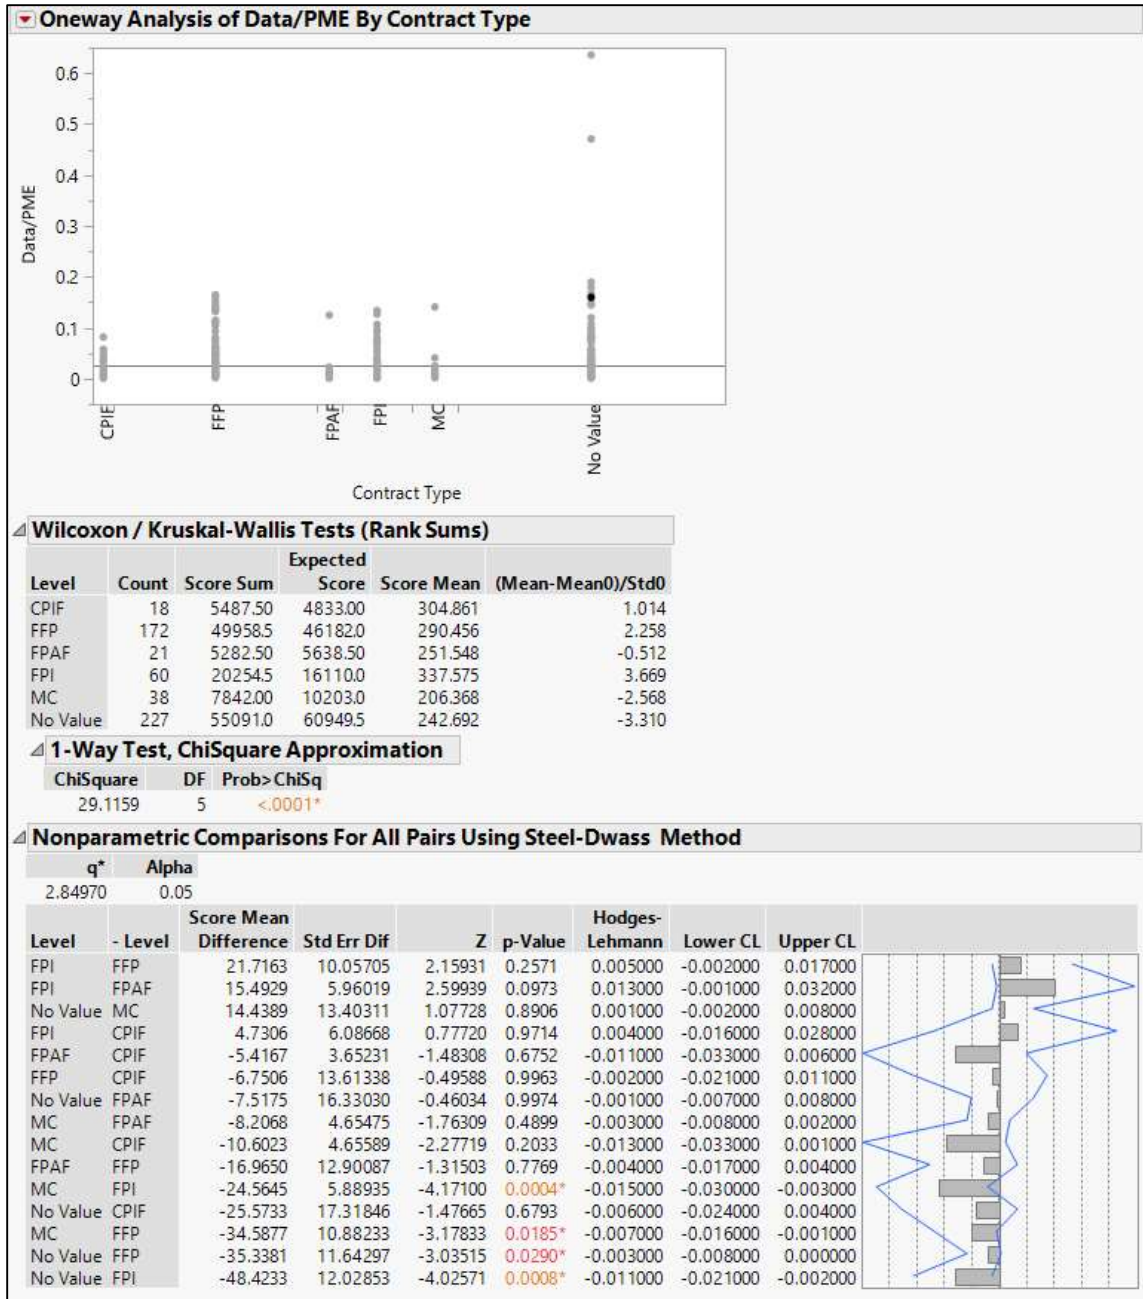 Oneway Analysis of Data/PME By Contract Type
0.6
0.5
0.4
0.3
0.2
0.1
0
Data/PME
CPIF FFP FPAF FPI MC No Value
Contract Type
Wilcoxon / Kruskal-Wallis Tests (Rank Sums)
Expected
Level Count Score Sum Score Score Mean (Mean-Mean0)/Std0
CPIF 18 5487.50 4833.00 304.861 1.014
FFP 172 49958.5 46182.0 290.456 2.258
FPAF 21 5282.50 5638.50 251.548 -0.512
FPI 60 20254.5 16110.0 337.575 3.669
MC 38 7842.00 10203.0 206.368 -2.568
No Value 227 55091.0 60949.5 242.692 -3.310
1-Way Test, ChiSquare Approximation
ChiSquare DF Prob>ChiSq
29.1159 5 <.0001*
Nonparametric Comparisons For All Pairs Using Steel-Dwass Method
q* Alpha
2.84970 0.05
Score Mean Hodges-
Level - Level Difference Std Err Dif Z p-Value Lehmann Lower CL Upper CL
FPI FFP 21.7163 10.05705 2.15931 0.2571 0.005000 -0.002000 0.017000
FPI FPAF 15.4929 5.96019 2.59939 0.0973 0.013000 -0.001000 0.032000
No Value MC 14.4389 13.40311 1.07728 0.8906 0.001000 -0.002000 0.008000
FPI CPIF 4.7306 6.08668 0.77720 0.9714 0.004000 -0.016000 0.028000
FPAF CPIF -5.4167 3.65231 -1.48308 0.6752 -0.011000 -0.033000 0.006000
FFP CPIF -6.7506 13.61338 -0.49588 0.9963 -0.002000 -0.021000 0.011000
No Value FPAF -7.5175 16.33030 -0.46034 0.9974 -0.001000 -0.007000 0.008000
MC FPAF -8.2068 4.65475 -1.76309 0.4899 -0.003000 -0.008000 0.002000
MC CPIF -10.6023 4.65589 -2.27719 0.2033 -0.013000 -0.033000 0.001000
FPAF FFP -16.9650 12.90087 -1.31503 0.7769 -0.004000 -0.017000 0.004000
MC FPI -24.5645 5.88935 -4.17100 0.0004* -0.015000 -0.030000 -0.003000
No Value CPIF -25.5733 17.31846 -1.47665 0.6793 -0.006000 -0.024000 0.004000
MC FFP -34.5877 10.88233 -3.17833 0.0185* -0.007000 -0.016000 -0.001000
No Value FFP -35.3381 11.64297 -3.03515 0.0290* -0.003000 -0.008000 0.000000
No Value FPI -48.4233 12.02853 -4.02571 0.0008* -0.011000 -0.021000 -0.002000